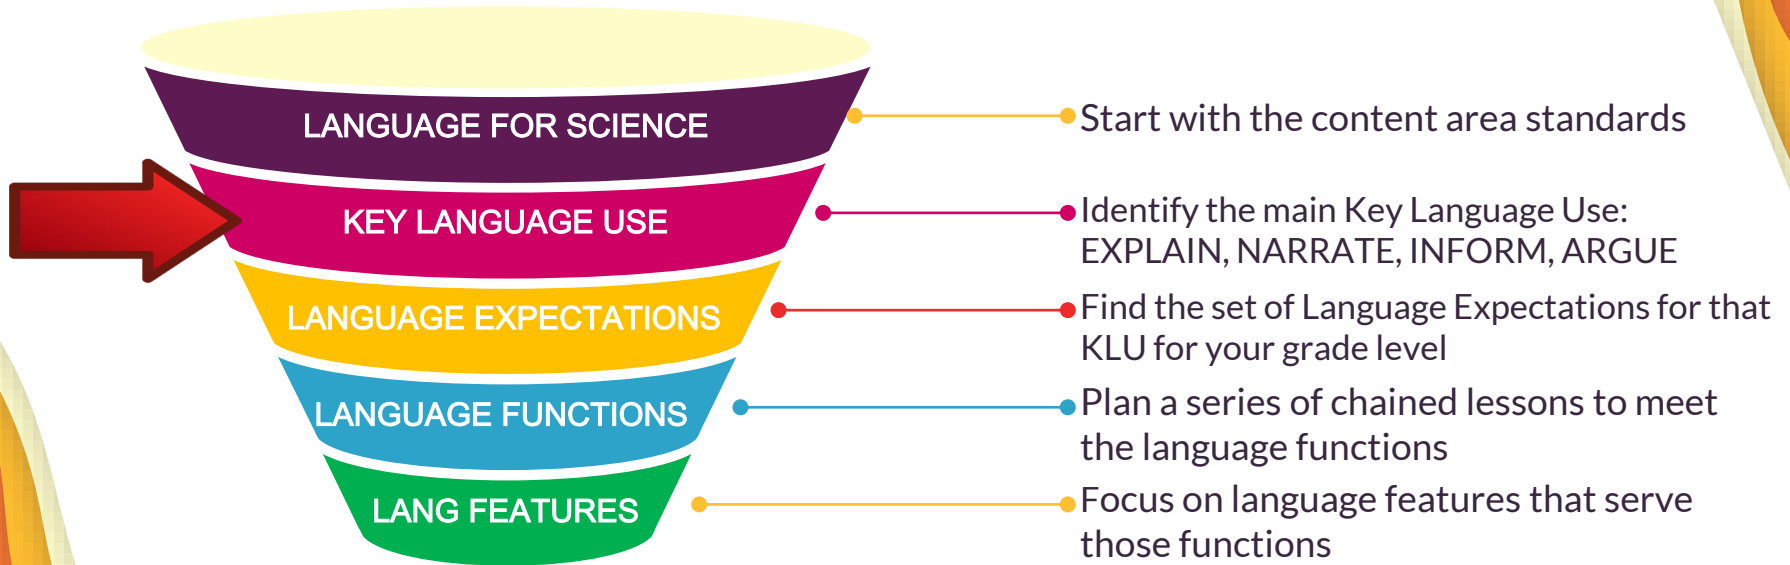 LANGUAGE FOR SCIENCE
Start with the content area standards
KEY LANGUAGE USE
Identify the main Key Language Use:
EXPLAIN, NARRATE, INFORM, ARGUE
LANGUAGE EXPECTATIONS
Find the set of Language Expectations for that
KLU for your grade level
LANGUAGE FUNCTIONS
Plan a series of chained lessons to meet
the language functions
LANG FEATURES
Focus on language features that serve
those functions